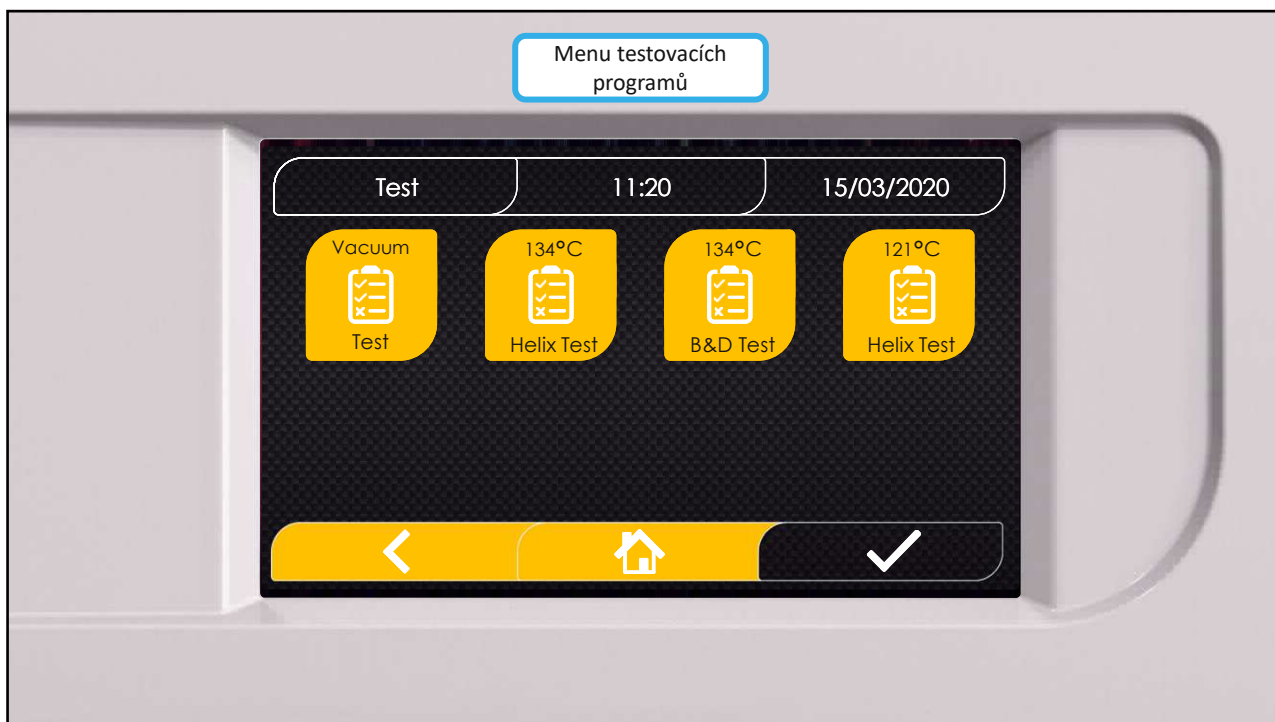 Menu testovacích
programů
Test 11:20 15/03/2020
Vacuum 134°C 134°C 121°C
Test Helix Test B&D Test Helix Test